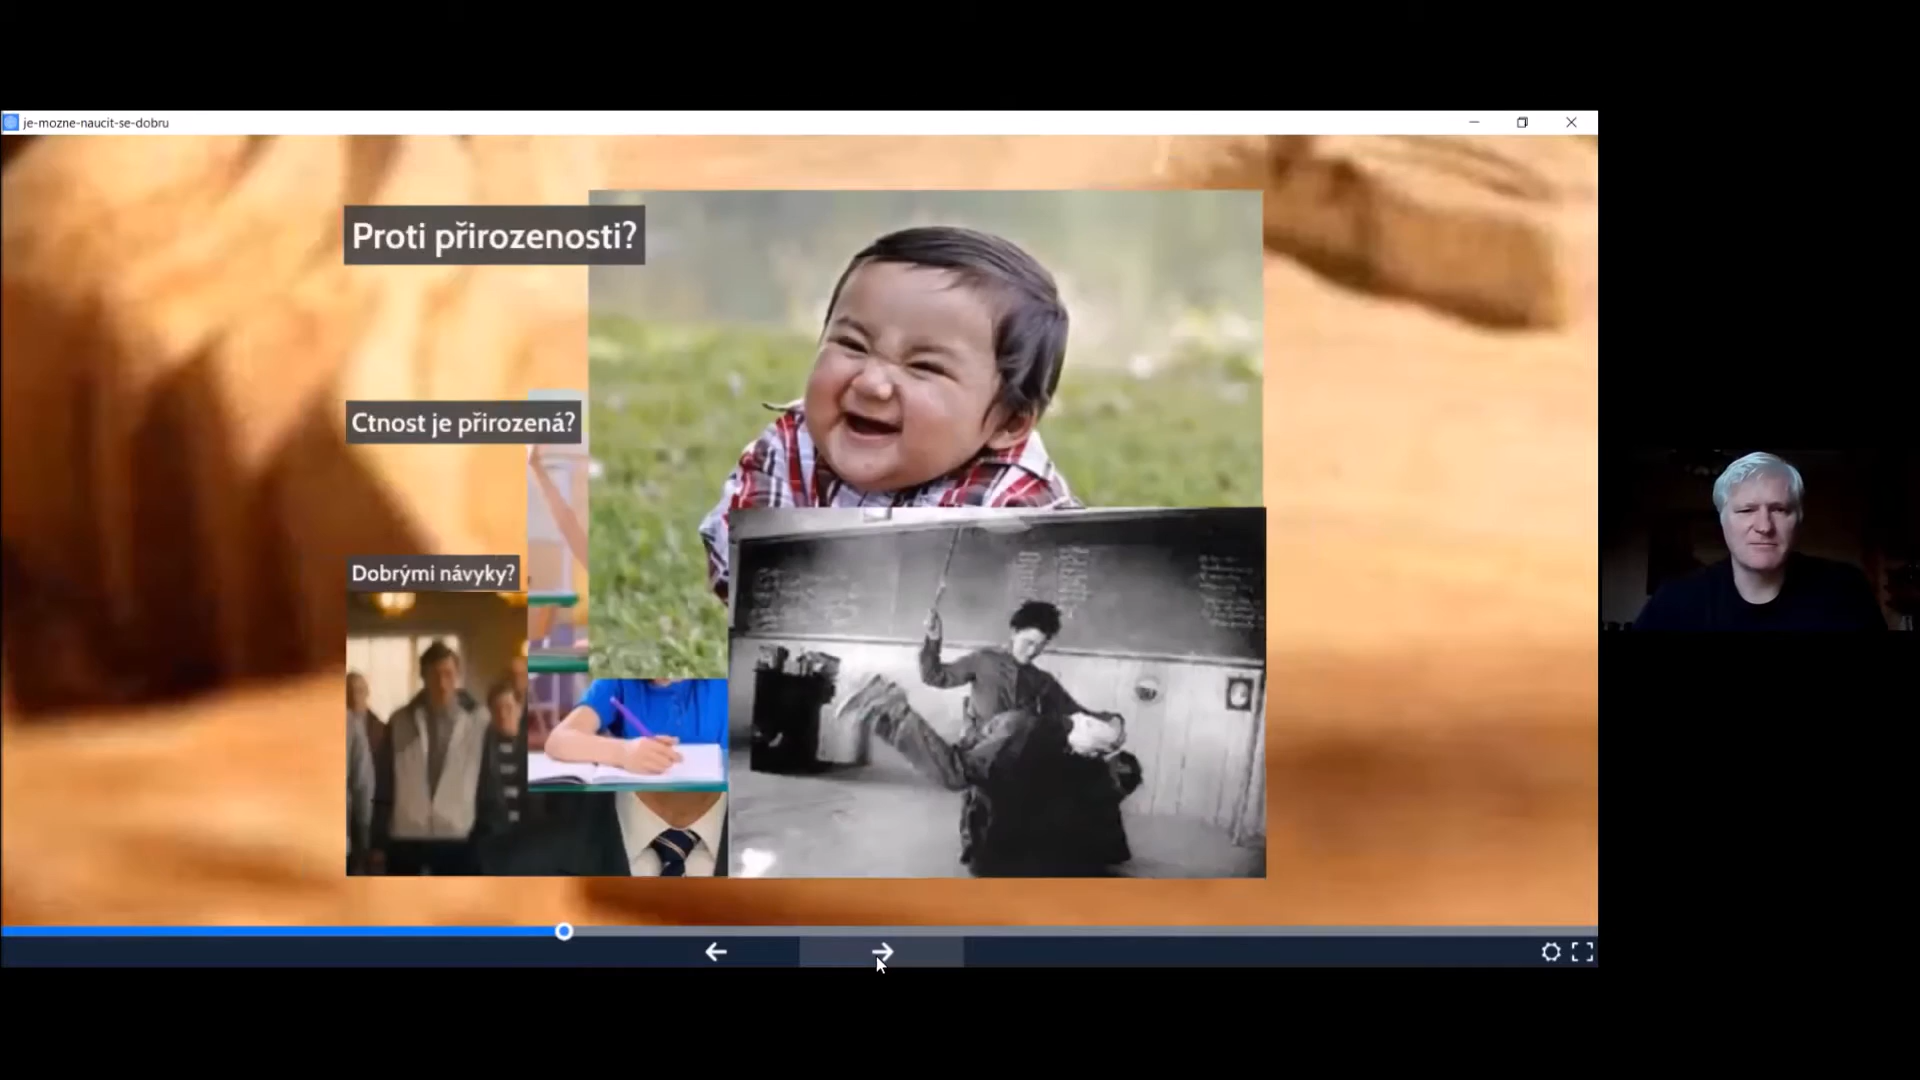 je-mozne-naucit-se-dobru
Proti přirozenosti?
Ctnost je přirozená?
Dobrými návyky?